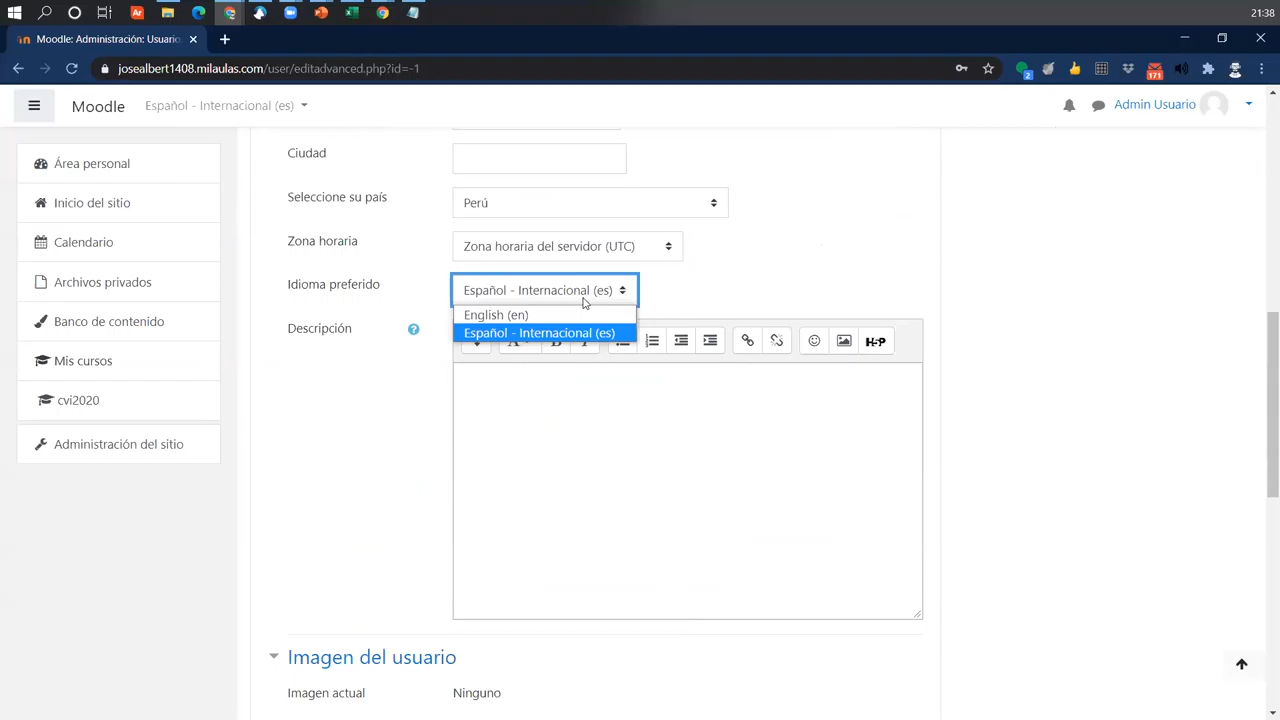 Ar
21:38
Moodle: Administración: Usuario
josealbert1408.milaulas.com/user/editadvanced.php?id=-1
2
171
Moodle
Español - Internacional (es)
Admin Usuario
Área personal
Inicio del sitio
Calendario
Archivos privados
Banco de contenido
Mis cursos
cvi2020
Administración del sitio
Ciudad
Seleccione su país
Perú
Zona horaria
Zona horaria del servidor (UTC)
Idioma preferido
Español - Internacional (es)
English (en)
Español - Internacional (es)
Descripción
?
H-P
Imagen del usuario
Imagen actual
Ninguno